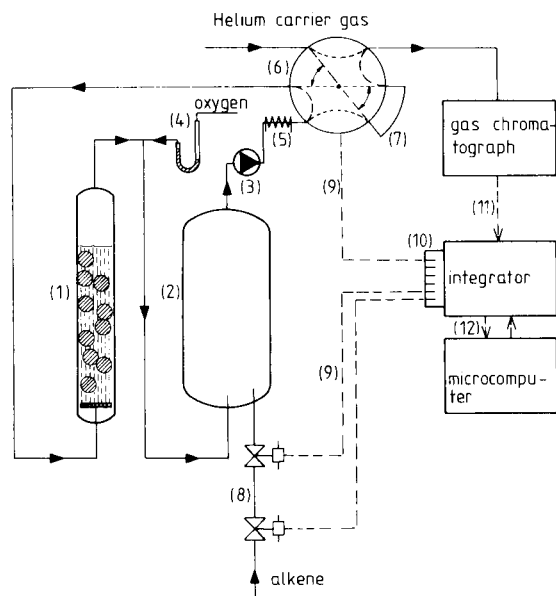 Helium carrier gas
(6)
(4)
oxygen
(5)
(7)
(3)
gas chroma-
tograph
(9)
(11)
(10)
(1)
(2)
integrator
(12)
(9)
micrccompu-
ter
(8)
alkene